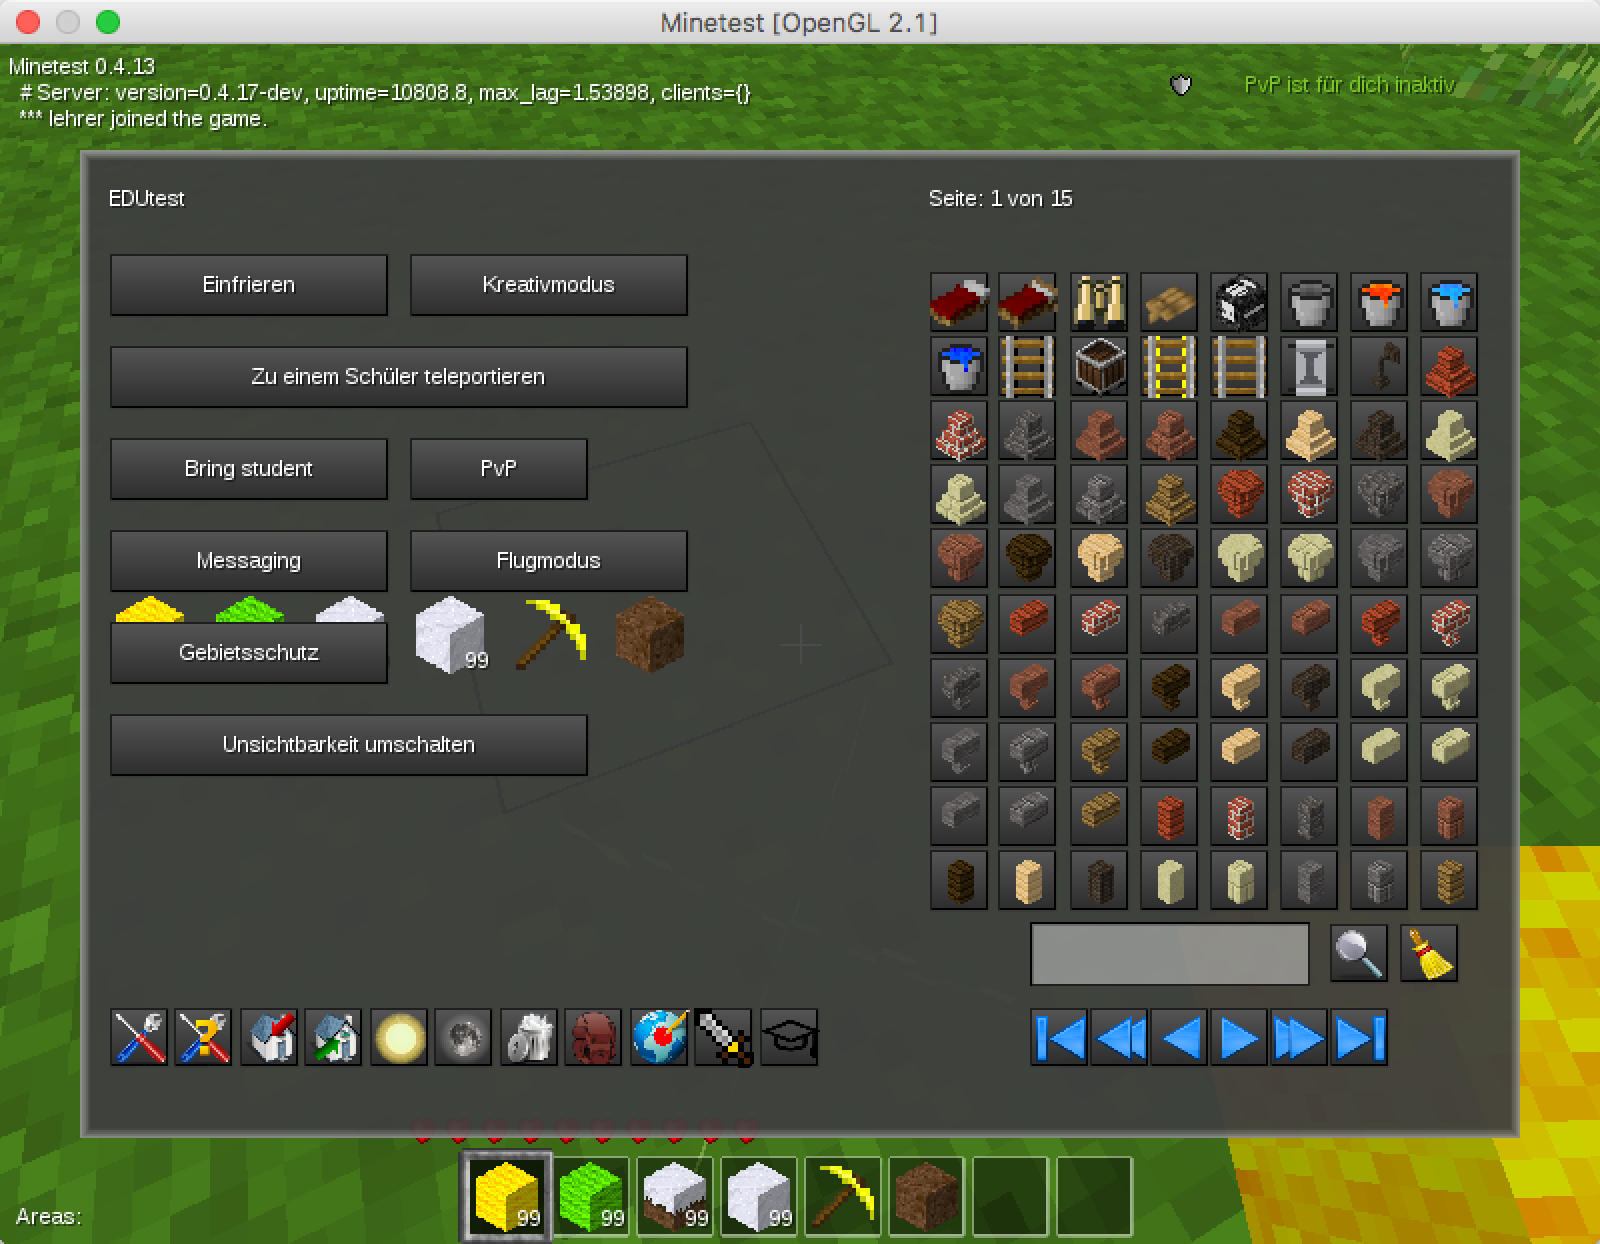 Minetest [OpenGL 2.1]
Minetest 0.4.13
# Server: version=0.4.17-dev, uptime=10808.8, max_lag=1.53898, clients={}
*** lehrer joined the game.
PvP ist für dich inaktiv
EDUtest
Seite: 1 von 15
Einfrieren
Kreativmodus
Zu einem Schüler teleportieren
Bring student
PvP
Messaging
Flugmodus
Gebietsschutz
99
Unsichtbarkeit umschalten
99
99
99
99
Areas: